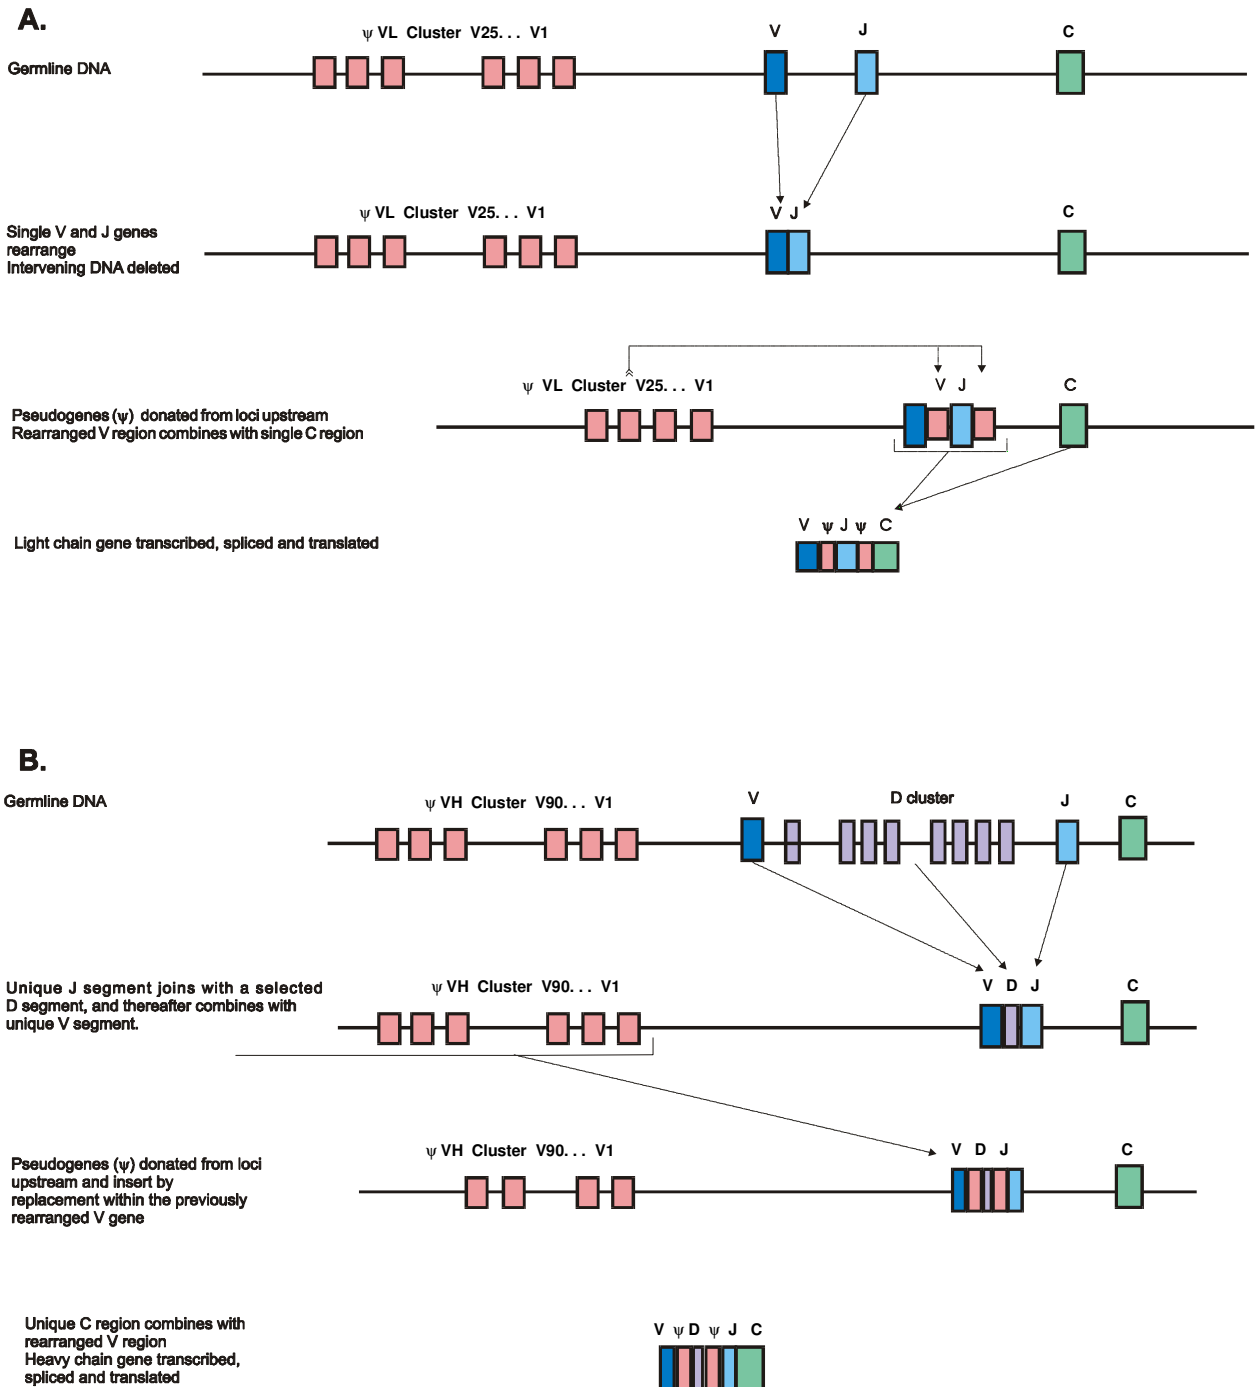 A.
ψ VL Cluster V25. . . V1
V
J
C
Germline DNA
ψ VL Cluster V25. . . V1
V J
C
Single V and J genes
rearrange
Intervening DNA deleted
ψ VL Cluster V25. . . V1
V J
C
Pseudogenes (ψ) donated from loci upstream
Rearranged V region combines with single C region
V ψ J ψ C
Light chain gene transcribed, spliced and translated
B.
Germline DNA
ψ VH Cluster V90. . . V1
V
D cluster
J
C
Unique J segment joins with a selected
D segment, and thereafter combines with
unique V segment.
ψ VH Cluster V90. . . V1
V D J
C
ψ VH Cluster V90. . . V1
V D J
C
Pseudogenes (ψ) donated from loci
upstream and insert by
replacement within the previously
rearranged V gene
Unique C region combines with
rearranged V region
Heavy chain gene transcribed,
spliced and translated
V ψ D ψ J C